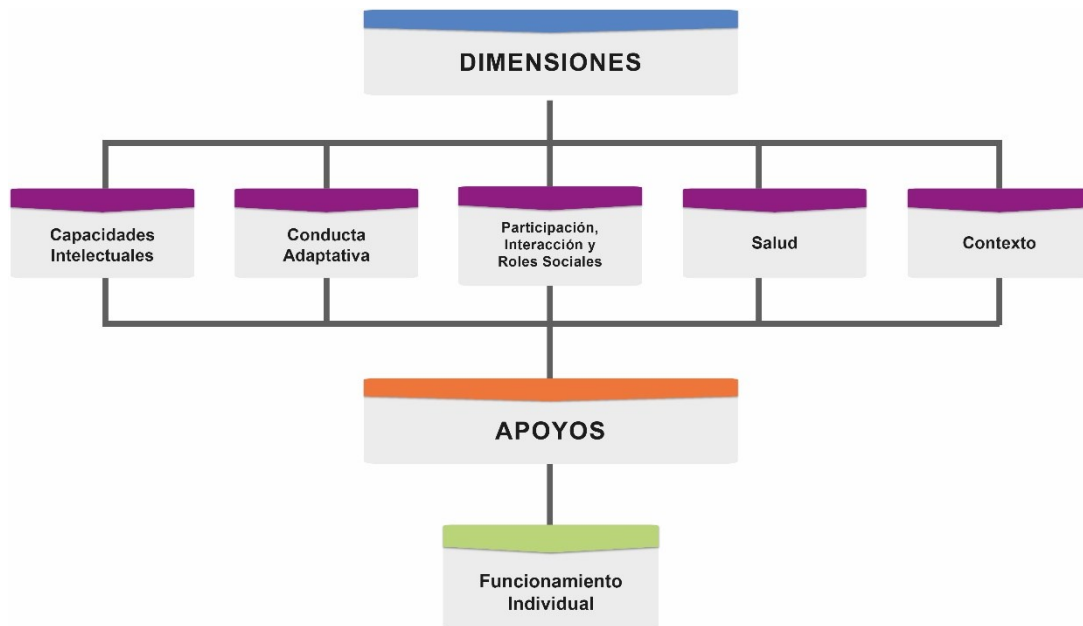 DIMENSIONES
Capacidades
Intelectuales
Conducta
Adaptativa
Participación,
Interacción y
Roles Sociales
Salud
Contexto
APOYOS
Funcionamiento
Individual